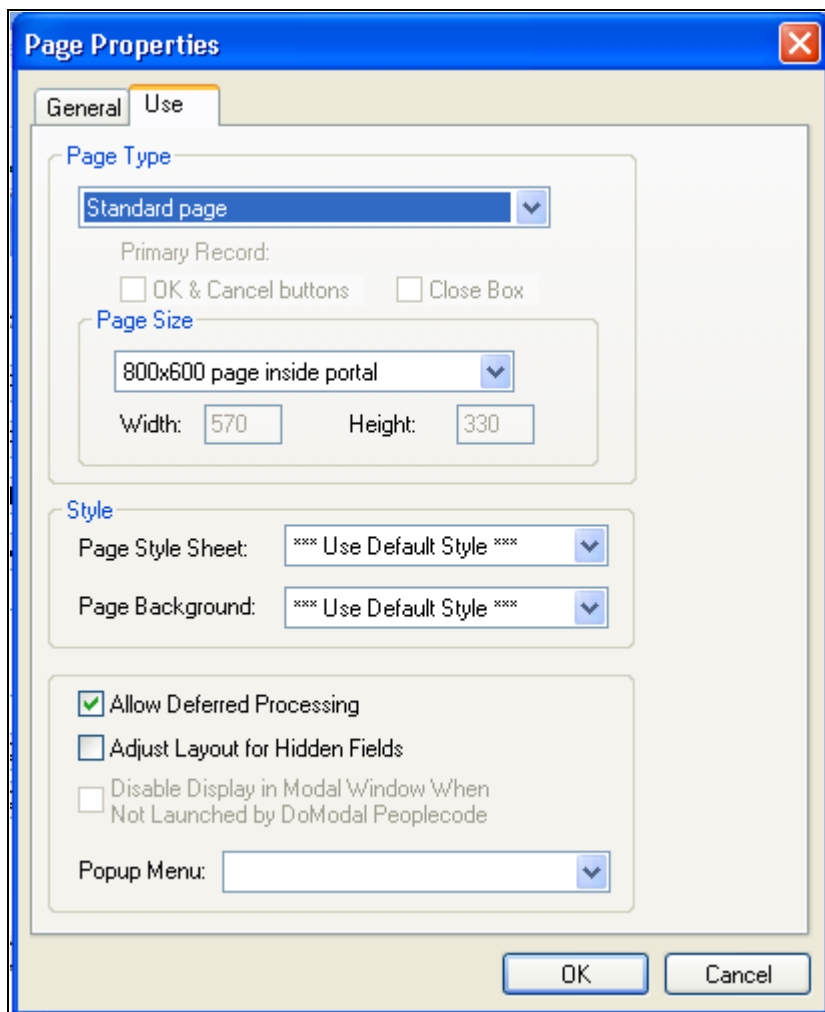 Page Properties
General Use
Page Type
Standard page
Primary Record:
OK & Cancel buttons Close Box
Page Size
800x600 page inside portal
Width: 570 Height: 330
Style
Page Style Sheet: *** Use Default Style ***
Page Background: *** Use Default Style ***
Allow Deferred Processing
Adjust Layout for Hidden Fields
Disable Display in Modal Window When
Not Launched by DoModal Peoplecode
Popup Menu:
OK Cancel